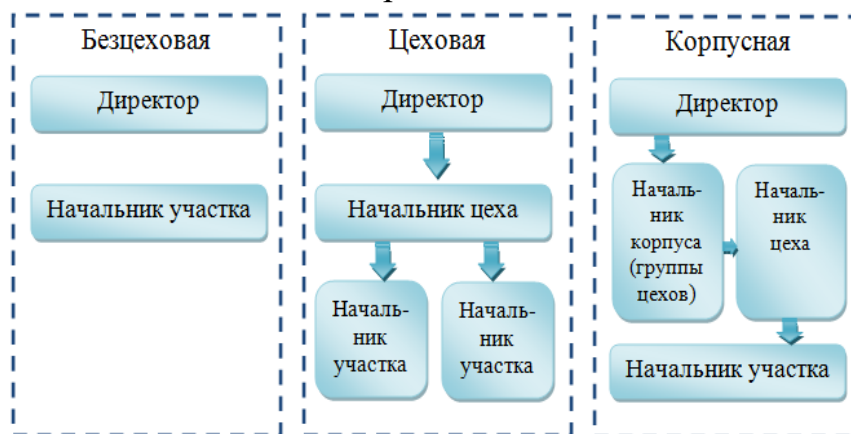 Безцеховая
Директор
Начальник участка
Цеховая
Директор
Начальник цеха
Началь-
ник
участка
Началь-
ник
участка
Корпусная
Директор
Началь-
ник
корпуса
(группы
цехов)
Началь-
ник
цеха
Начальник участка